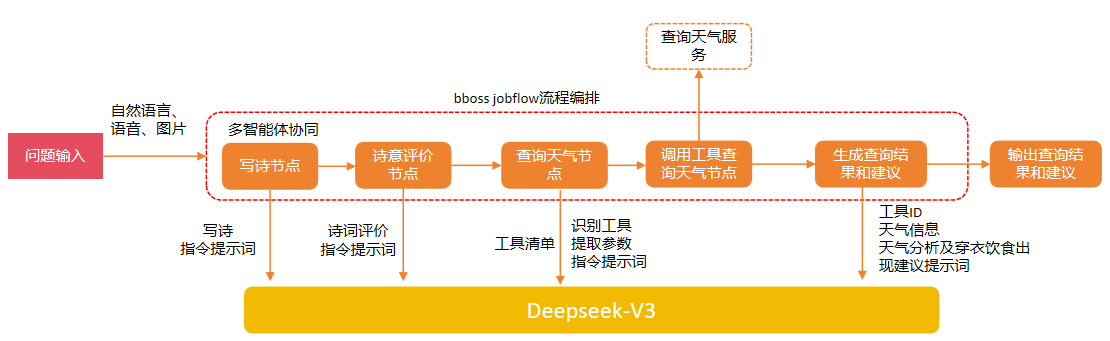 查询天气服
务
bboss jobflow流程编排
自然语言、
语音、图片
多智能体协同
问题输入
写诗节点
诗意评价
节点
查询天气节
点
调用工具查
询天气节点
生成查询结
果和建议
输出查询结
果和建议
写诗
指令提示词
诗词评价
指令提示词
工具清单
识别工具
提取参数
指令提示词
工具ID
天气信息
天气分析及穿衣饮食出
现建议提示词
Deepseek-V3